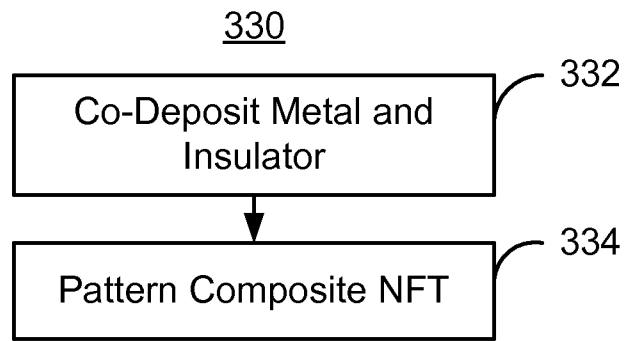 330
332
Co-Deposit Metal and
Insulator
334
Pattern Composite NFT